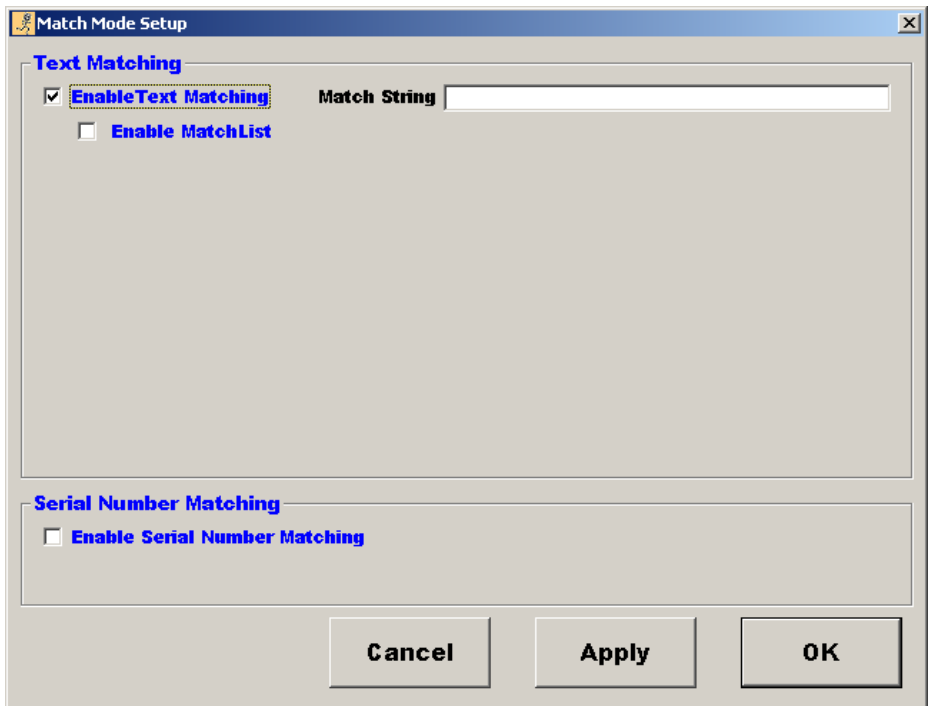 Match Mode Setup
Text Matching
EnableText Matching Match String
Enable MatchList
Serial Number Matching
Enable Serial Number Matching
Cancel Apply OK